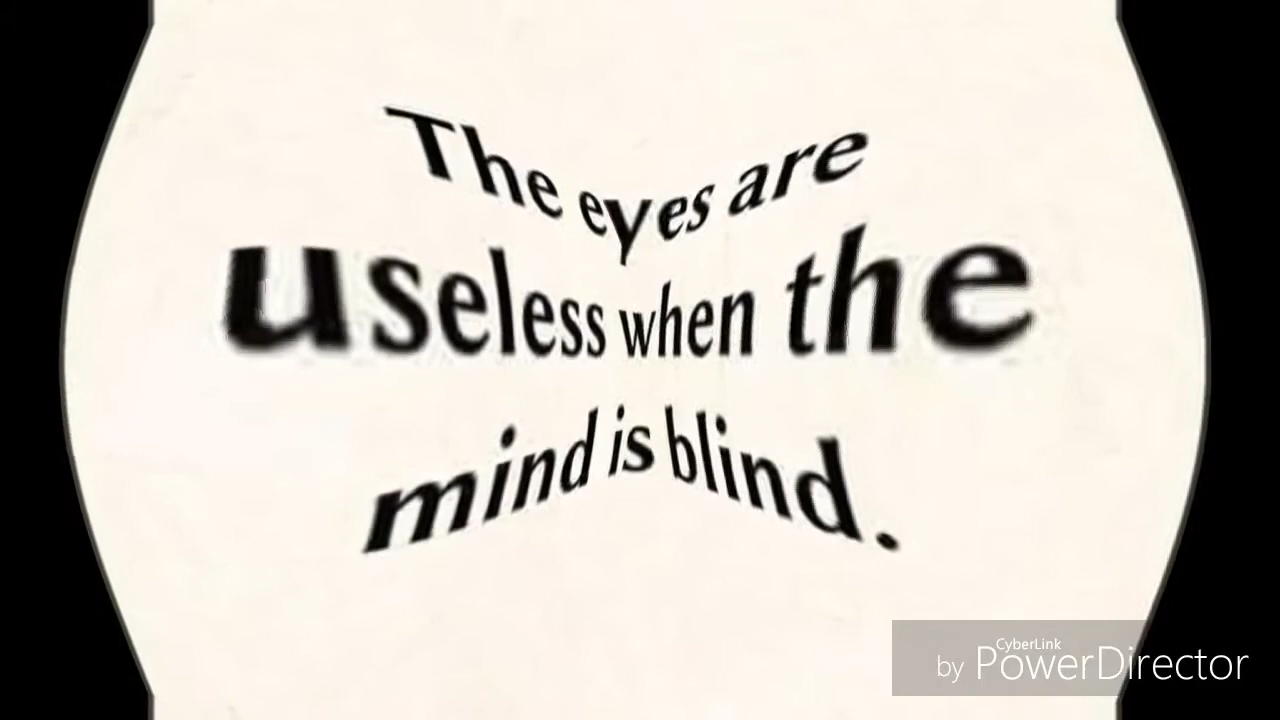 The eyes are
useless when the
mind is blind.
CyberLink
by PowerDirector